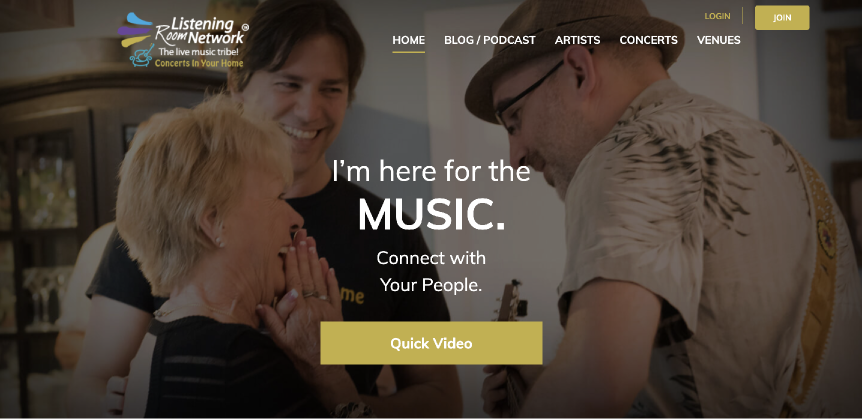 Listening
Room Network®
The live music tribe!
Concerts In Your Home
LOGIN
JOIN
HOME
BLOG / PODCAST
ARTISTS
CONCERTS
VENUES
I'm here for the
MUSIC.
Connect with
Your People.
me
Quick Video